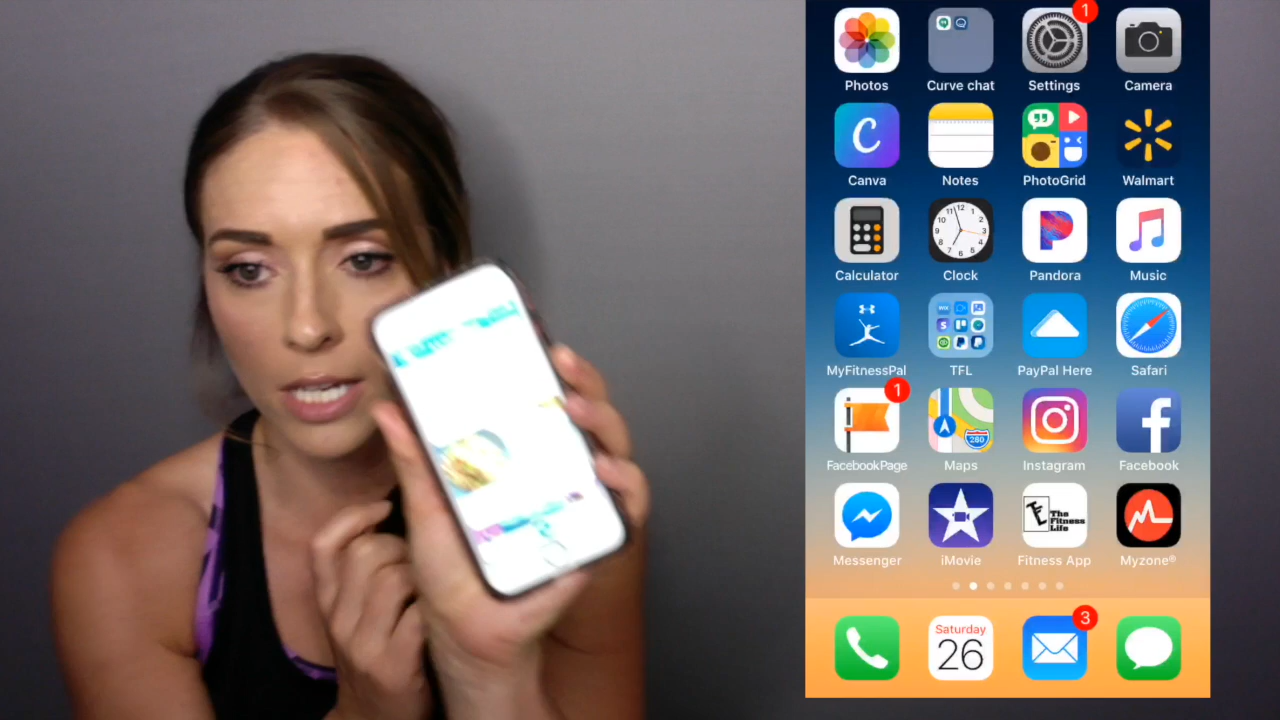 1
Photos Curve chat Settings Camera
Canva Notes PhotoGrid Walmart
Calculator Clock Pandora Music
MyFitnessPal TFL PayPal Here Safari
1
280
FacebookPage Maps Instagram Facebook
The
Fitness
Life
Messenger iMovie Fitness App Myzone®
3
Saturday
26